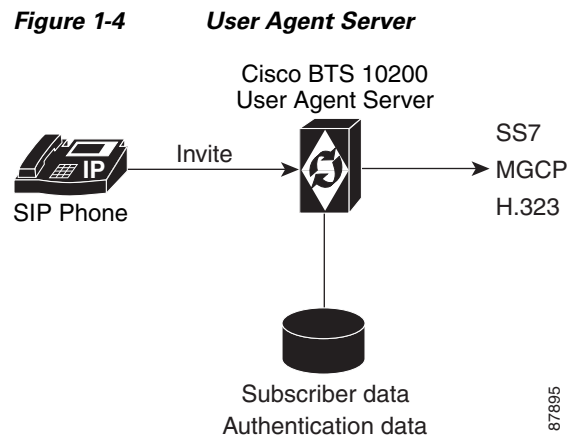 Figure 1-4 User Agent Server
Cisco BTS 10200
User Agent Server
SS7
Invite
MGCP
IP
H.323
SIP Phone
Subscriber data
Authentication data
87895